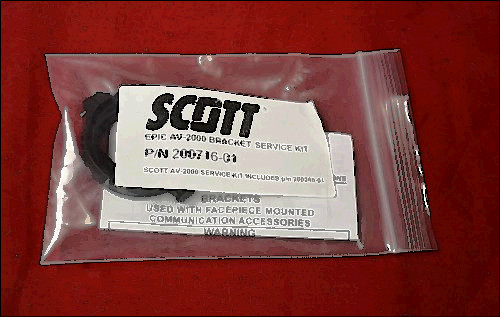 SCOTT
EPIC AV-2000 BRACKET SERVICE KIT
P/N 200716-01
SCOTT AV-2000 SERVICE KIT INCLUDES p/n
BRACKETS
USED WITH FACEPIECE MOUNTED
COMMUNICATION ACCESSORIES
WARNING